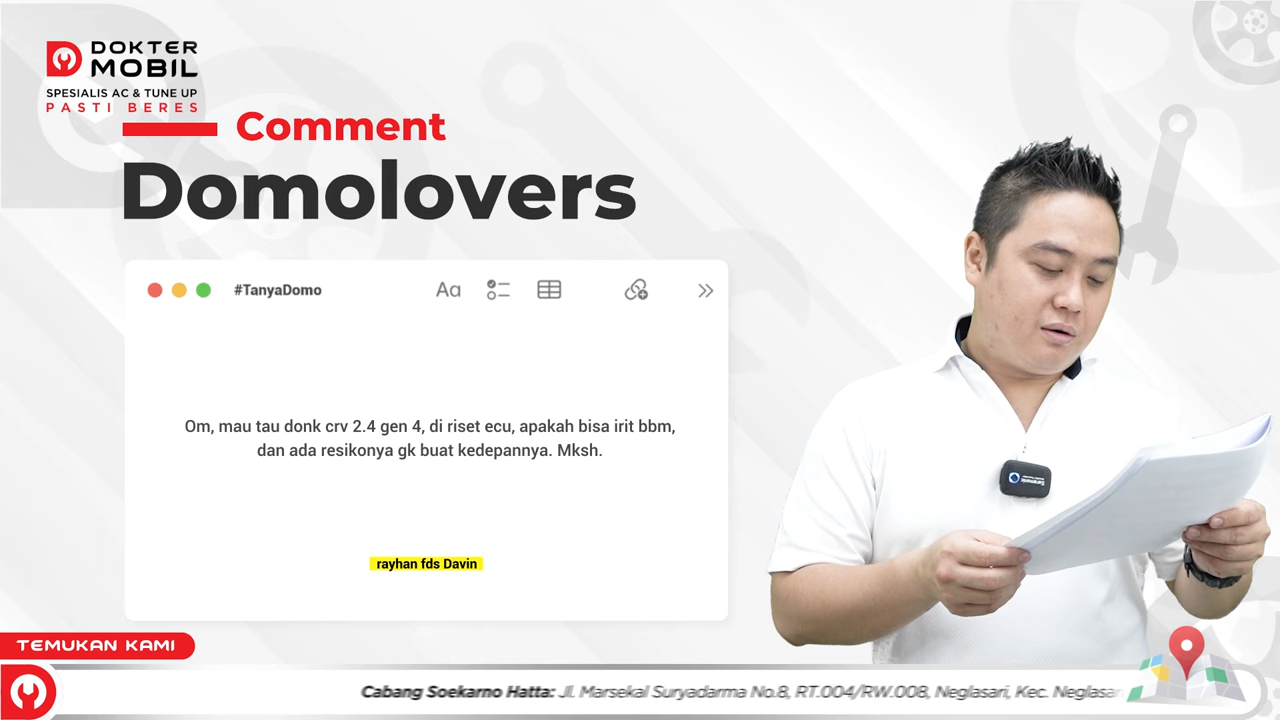 DOKTER
MOBIL
SPESIALIS AC & TUNE UP
PASTI BERES
Comment
Domolovers
#TanyaDomo
Aa
Om, mau tau donk crv 2.4 gen 4, di riset ecu, apakah bisa irit bbm,
dan ada resikonya gk buat kedepannya. Mksh.
rayhan fds Davin
Saramonic
TEMUKAN KAMI
Cabang Soekarno Hatta: Jl. Marsekal Suryadarma No.8, RT.004/RW.008, Neglasari, Kec. Neglasar